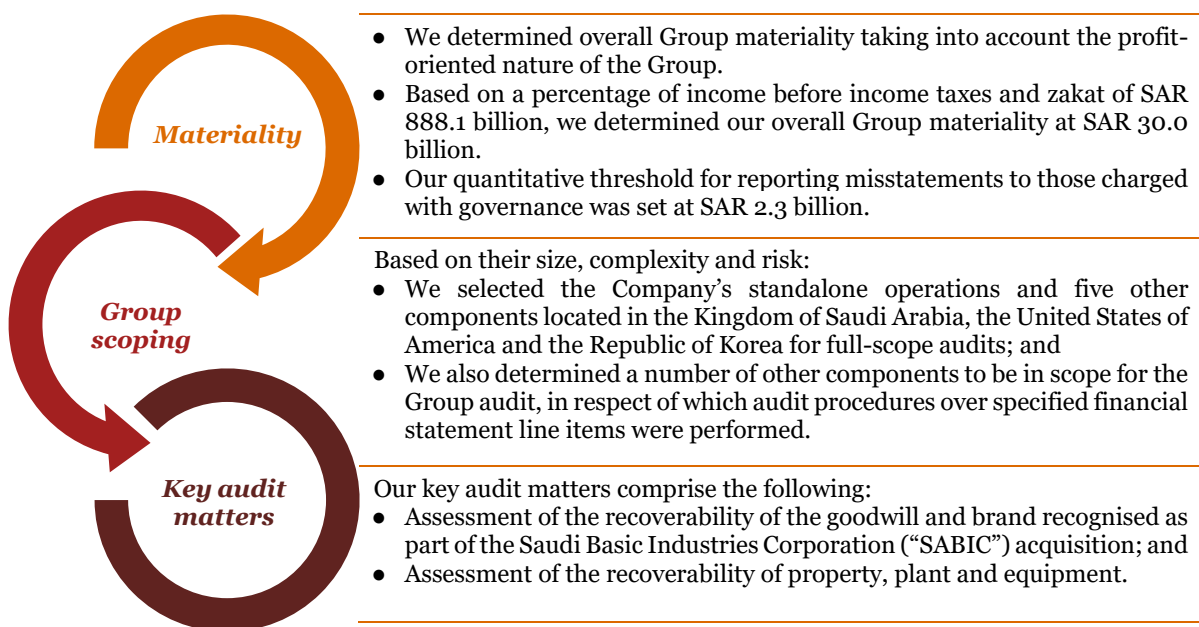 Materiality
● We determined overall Group materiality taking into account the profit-
oriented nature of the Group.
● Based on a percentage of income before income taxes and zakat of SAR
888.1 billion, we determined our overall Group materiality at SAR 30.0
billion.
● Our quantitative threshold for reporting misstatements to those charged
with governance was set at SAR 2.3 billion.
Group
scoping
Based on their size, complexity and risk:
● We selected the Company’s standalone operations and five other
components located in the Kingdom of Saudi Arabia, the United States of
America and the Republic of Korea for full-scope audits; and
● We also determined a number of other components to be in scope for the
Group audit, in respect of which audit procedures over specified financial
statement line items were performed.
Key audit
matters
Our key audit matters comprise the following:
● Assessment of the recoverability of the goodwill and brand recognised as
part of the Saudi Basic Industries Corporation (“SABIC”) acquisition; and
● Assessment of the recoverability of property, plant and equipment.